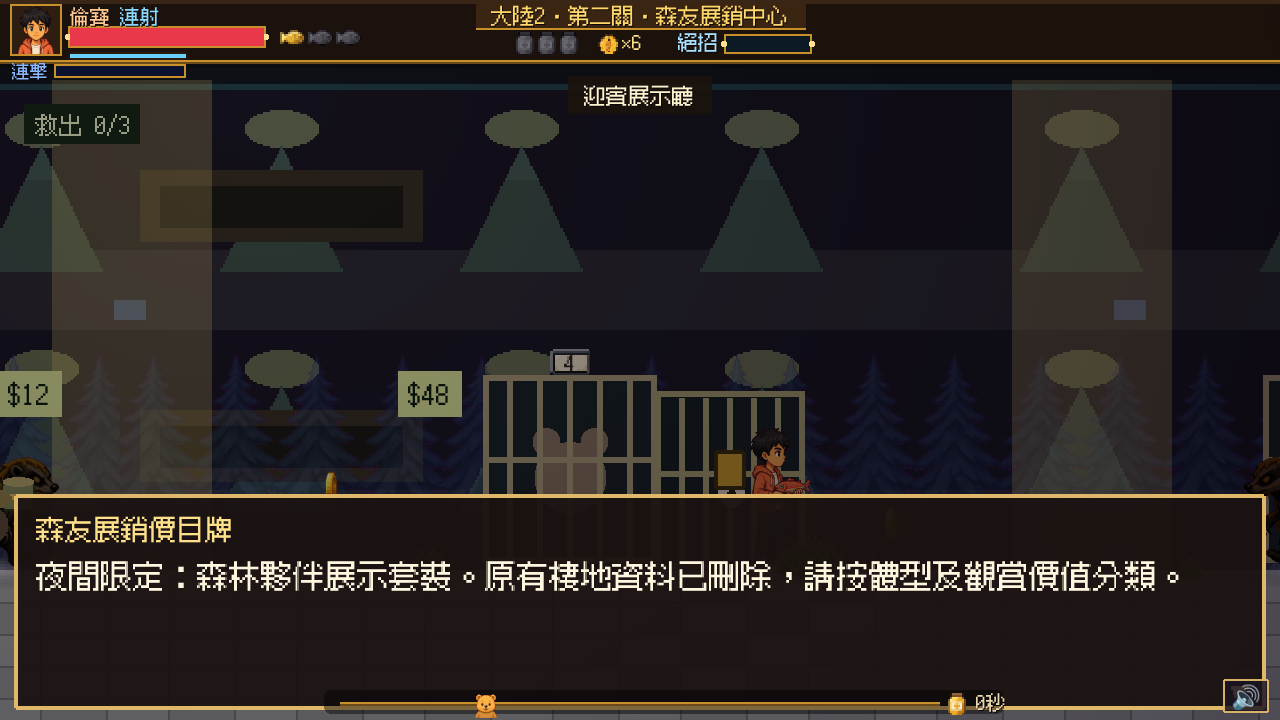 倫寶 連射
大陸2·第二關·森友展銷中心
×6
絕招
連擊
迎賓展示廳
救出 0/3
4
$12
$48
森友展銷價目牌
夜間限定：森林夥伴展示套裝。原有棲地資料已刪除，請按體型及觀賞價值分類。
0秒